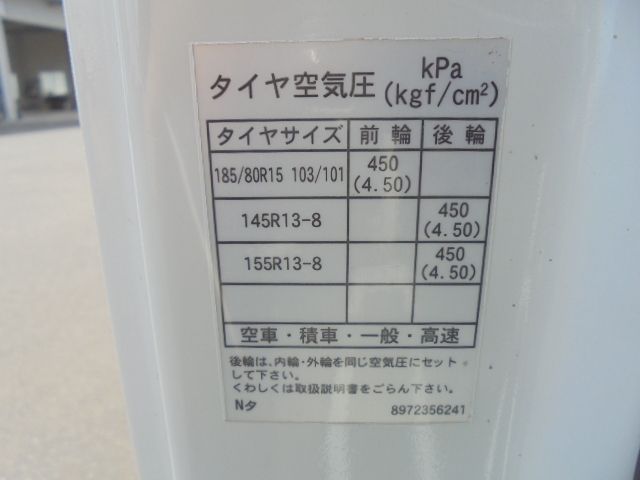 タイヤ空気圧 kPa
(kgf/cm²)
タイヤサイズ 前輪 後輪
185/80R15 103/101 450
(4.50)
145R13-8 450
(4.50)
155R13-8 450
(4.50)
空車・積車・一般・高速
後輪は、内輪・外輪を同じ空気圧にセット
して下さい。
くわしくは取扱説明書をごらん下さい。
Nタ 8972356241